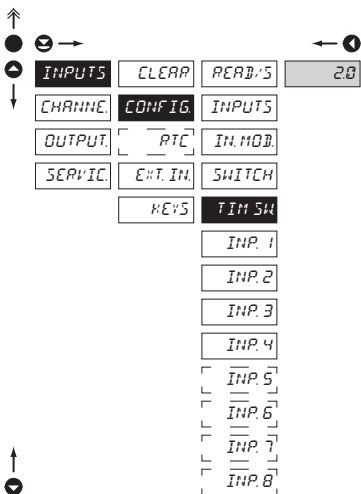 INPUTS CLEAR READ/S 2.0
CHANNE. CONFIG. INPUTS
OUTPUT. RTC IN. MOD.
SERVIC. EXT. IN. SWITCH
KEYS TIM SW.
INP. 1
INP. 2
INP. 3
INP. 4
INP. 5
INP. 6
INP. 7
INP. 8